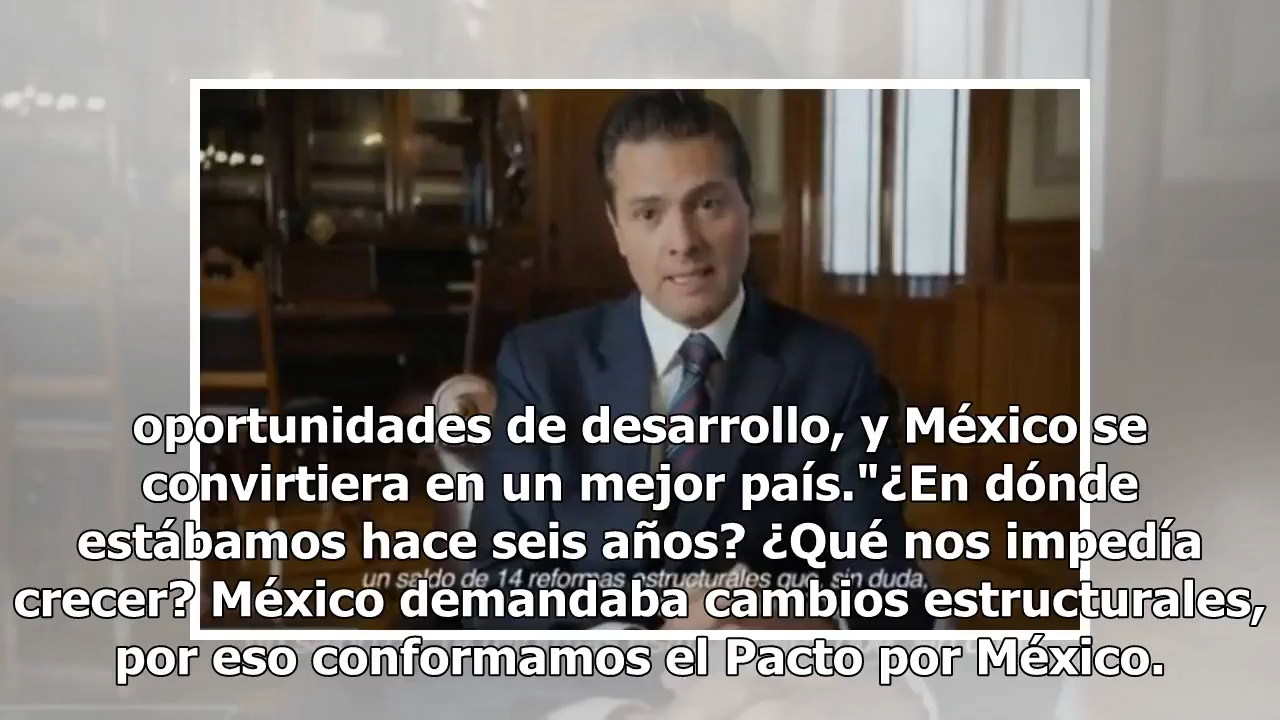 oportunidades de desarrollo, y México se
convirtiera en un mejor país."¿En dónde
estábamos hace seis años? ¿Qué nos impedía
un saldo de 14 reformas estructurales que, sin duda,
crecer? México demandaba cambios estructurales,
por eso conformamos el Pacto por México.